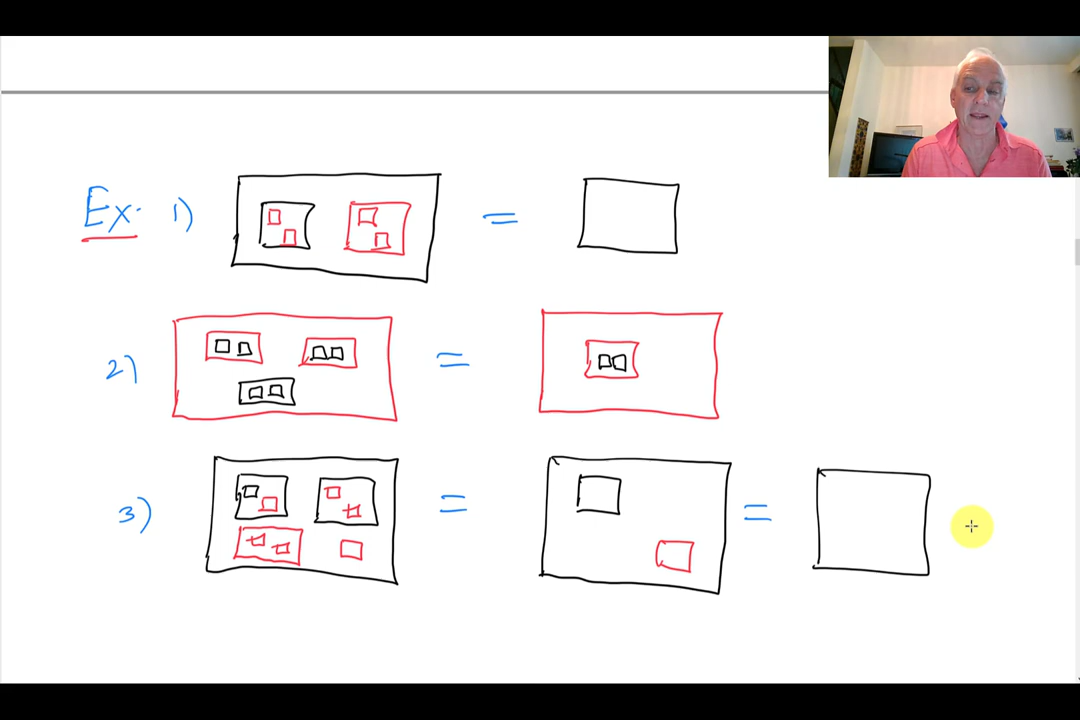 Ex. 1) =
2) =
3) = =